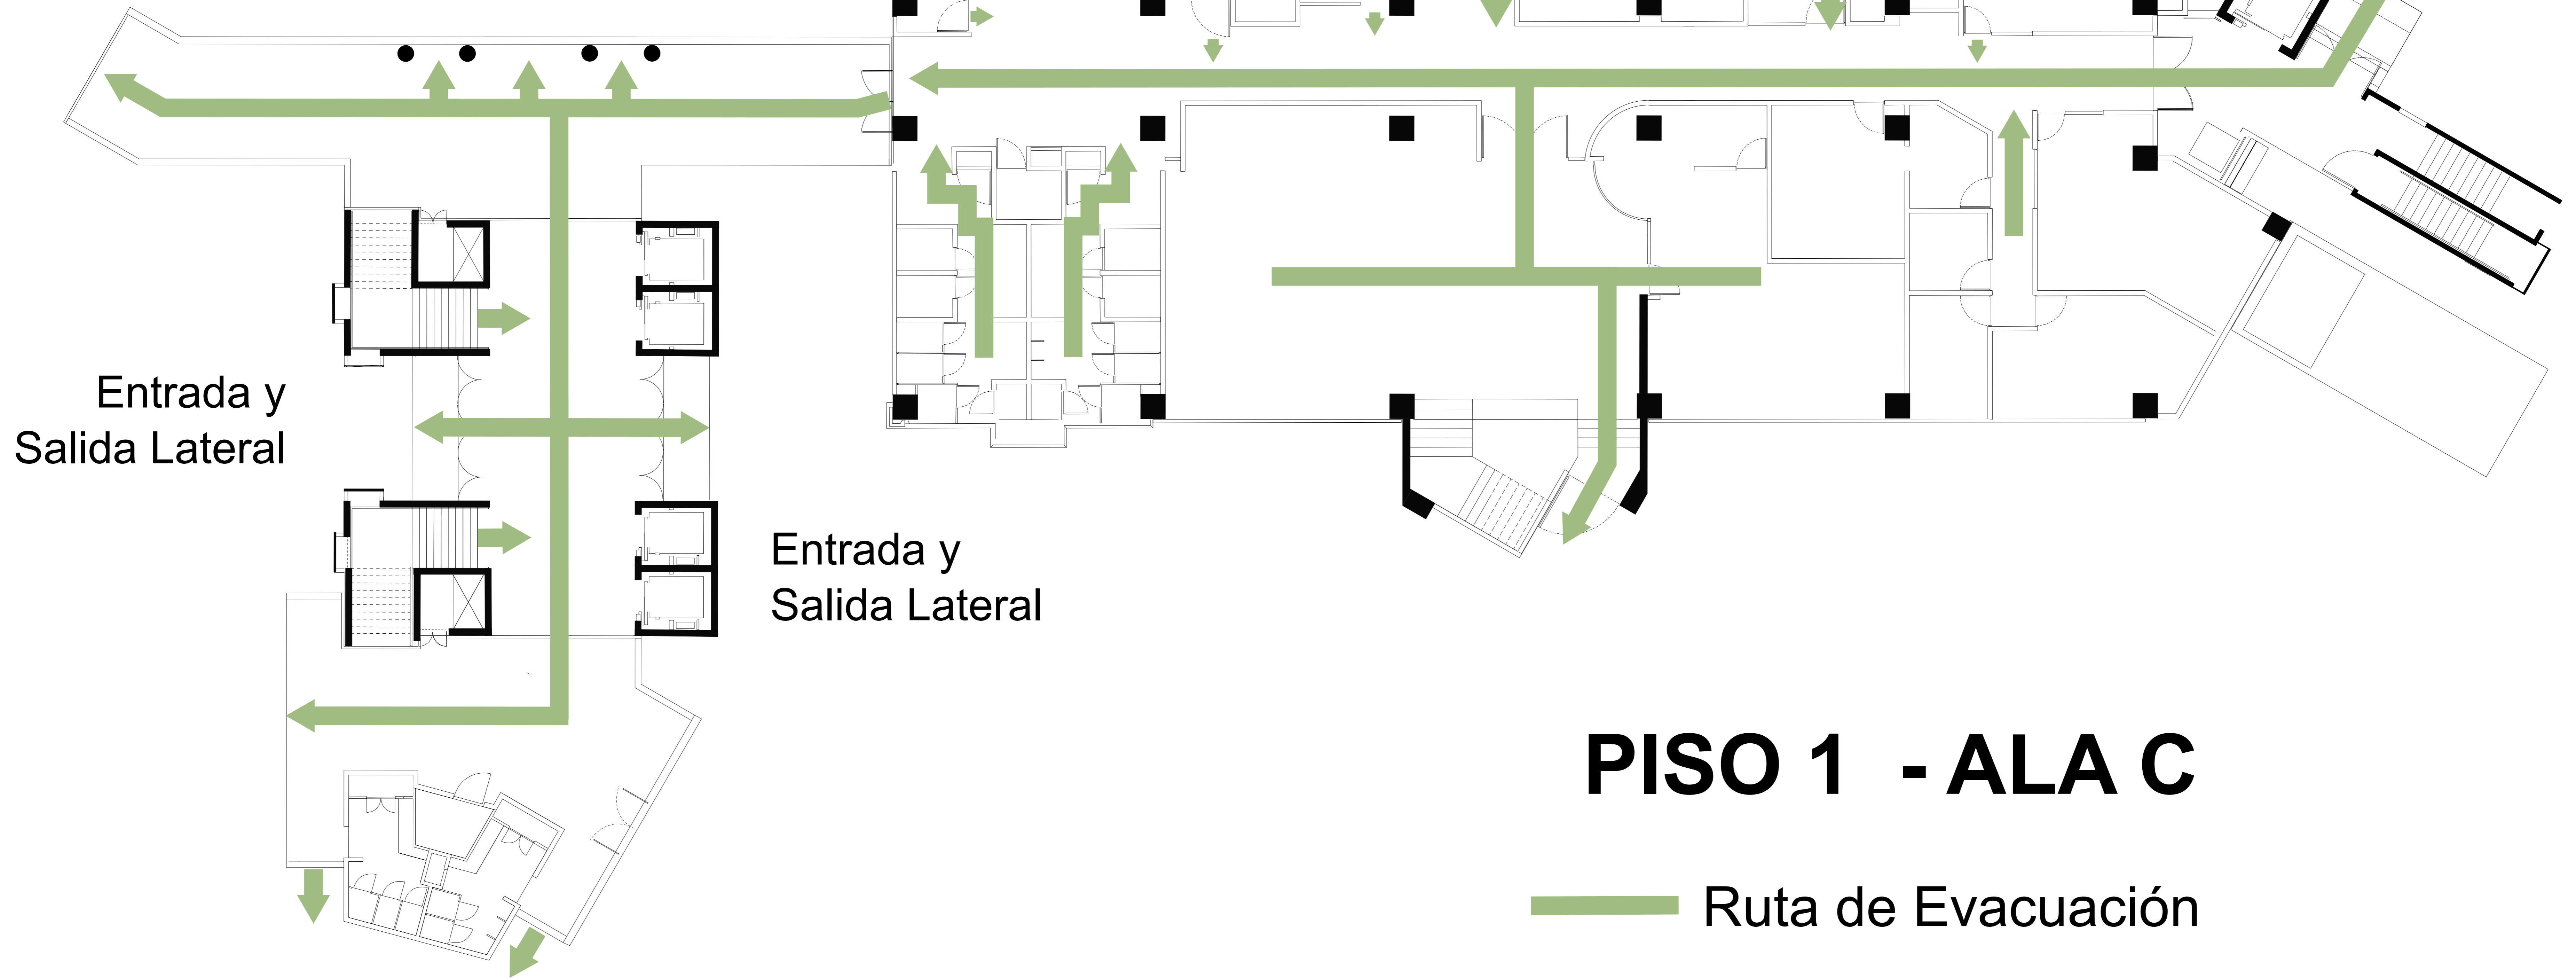 Entrada y
Salida Lateral
Entrada y
Salida Lateral
PISO 1 - ALA C
Ruta de Evacuación